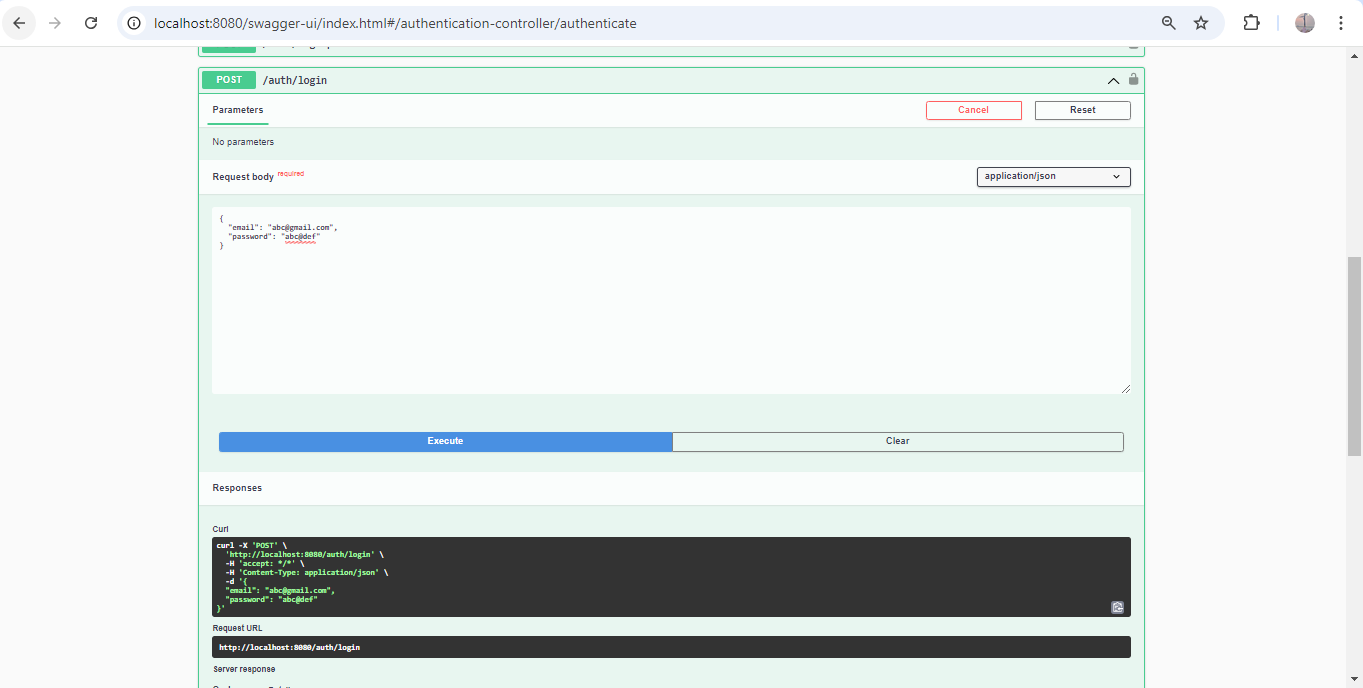 localhost:8080/swagger-ui/index.html#/authentication-controller/authenticate
POST /auth/login
Parameters
Cancel
Reset
No parameters
Request body required
application/json
{
"email": "abc@gmail.com",
"password": "abc@def"
}
Execute
Clear
Responses
Curl
curl -X 'POST' \
'http://localhost:8080/auth/login' \
-H 'accept: */*' \
-H 'Content-Type: application/json' \
-d '{
"email": "abc@gmail.com",
"password": "abc@def"
}'
Request URL
http://localhost:8080/auth/login
Server response